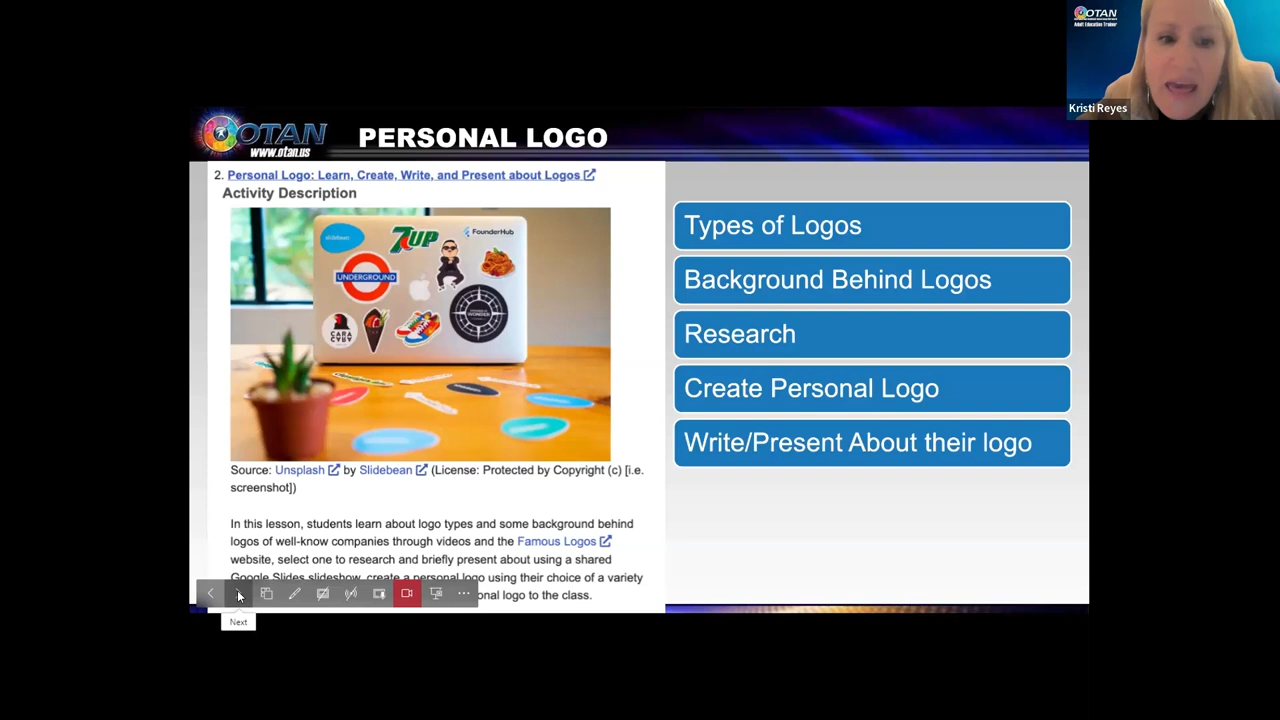 OTAN
www.otan.us
PERSONAL LOGO
OTAN
Adult Education Trainer
Kristi Reyes
2. Personal Logo: Learn, Create, Write, and Present about Logos
Activity Description
slidebean
7UP
FounderHub
UNDERGROUND
CARA
CARA
WONDER
Source: Unsplash by Slidebean (License: Protected by Copyright (c) [i.e.
screenshot])
In this lesson, students learn about logo types and some background behind
logos of well-know companies through videos and the Famous Logos
website, select one to research and briefly present about using a shared
Google Slides slideshow, create a personal logo using their choice of a variety
onal logo to the class.
Next
Types of Logos
Background Behind Logos
Research
Create Personal Logo
Write/Present About their logo